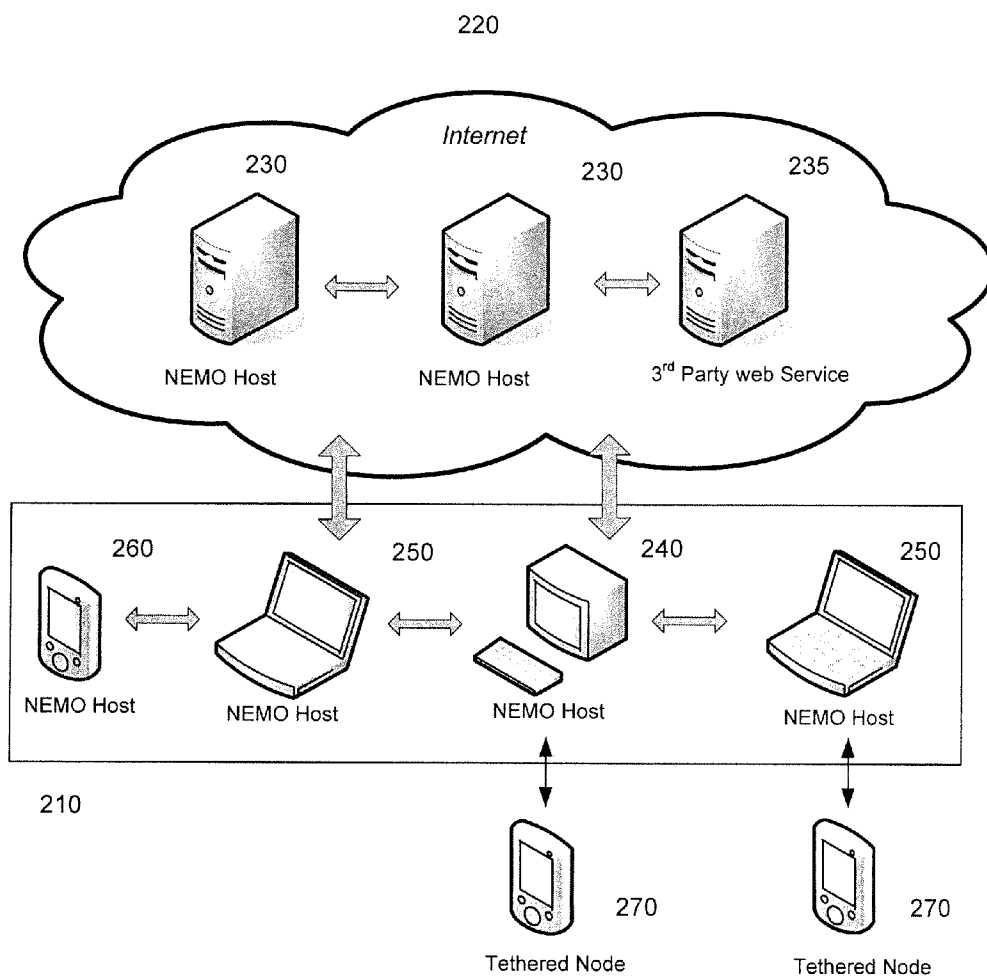 220
Internet
230
230
235
NEMO Host
NEMO Host
3rd Party web Service
260
250
240
250
NEMO Host
NEMO Host
NEMO Host
NEMO Host
210
270
270
Tethered Node
Tethered Node